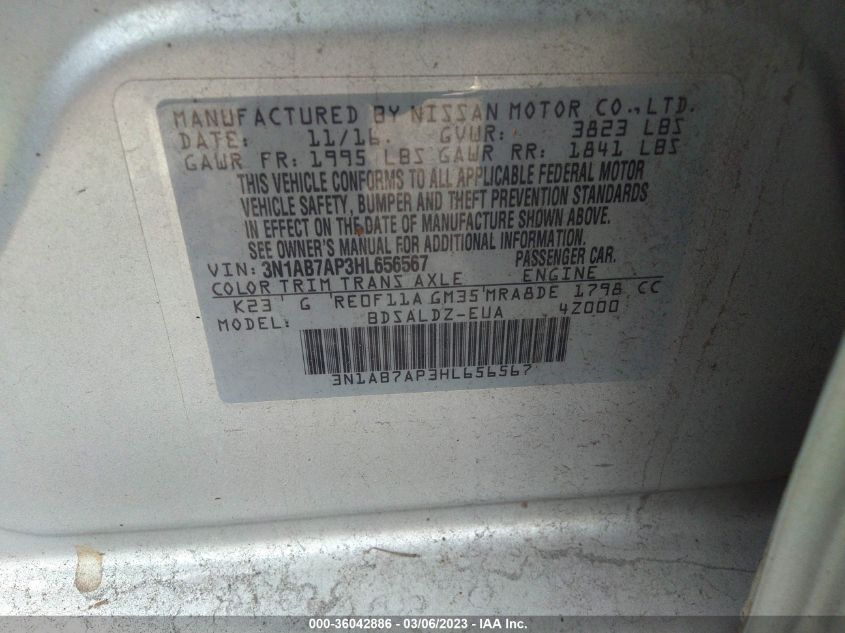 MANUFACTURED BY NISSAN MOTOR CO.,LTD.
DATE: 11/16 GVWR: 3823 LBS
GAWR FR: 1995 LBS GAWR RR: 1841 LBS
THIS VEHICLE CONFORMS TO ALL APPLICABLE FEDERAL MOTOR
VEHICLE SAFETY, BUMPER AND THEFT PREVENTION STANDARDS
IN EFFECT ON THE DATE OF MANUFACTURE SHOWN ABOVE.
SEE OWNER'S MANUAL FOR ADDITIONAL INFORMATION.
VIN: 3N1AB7AP3HL656567 PASSENGER CAR.
COLOR TRIM TRANS AXLE ENGINE
K23 G RE0F11A GM35 MRA8DE 1798 CC
MODEL: BDSALDZ-EUA 4Z000
3N1AB7AP3HL656567
000-36042886 - 03/06/2023 - IAA Inc.